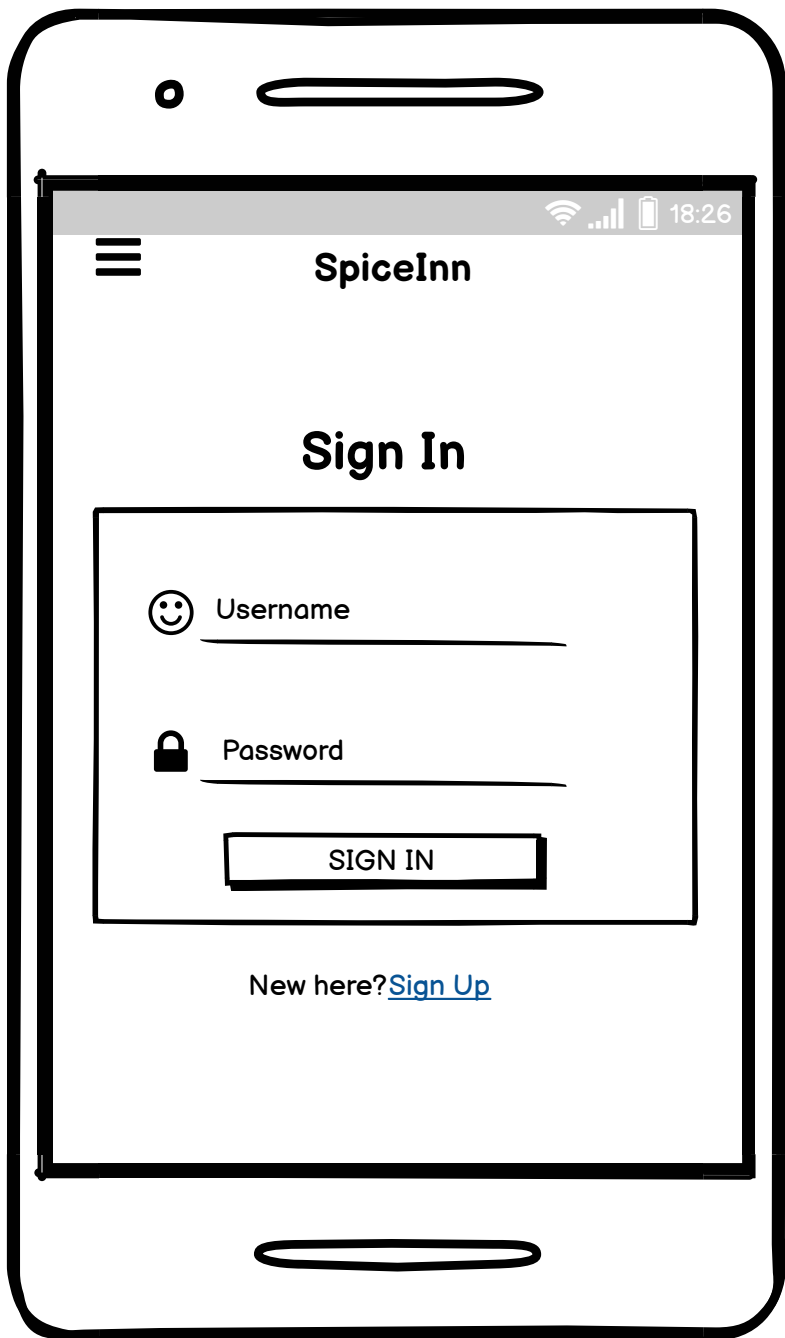 18:26
SpiceInn
Sign In
Username
Password
SIGN IN
New here?Sign Up